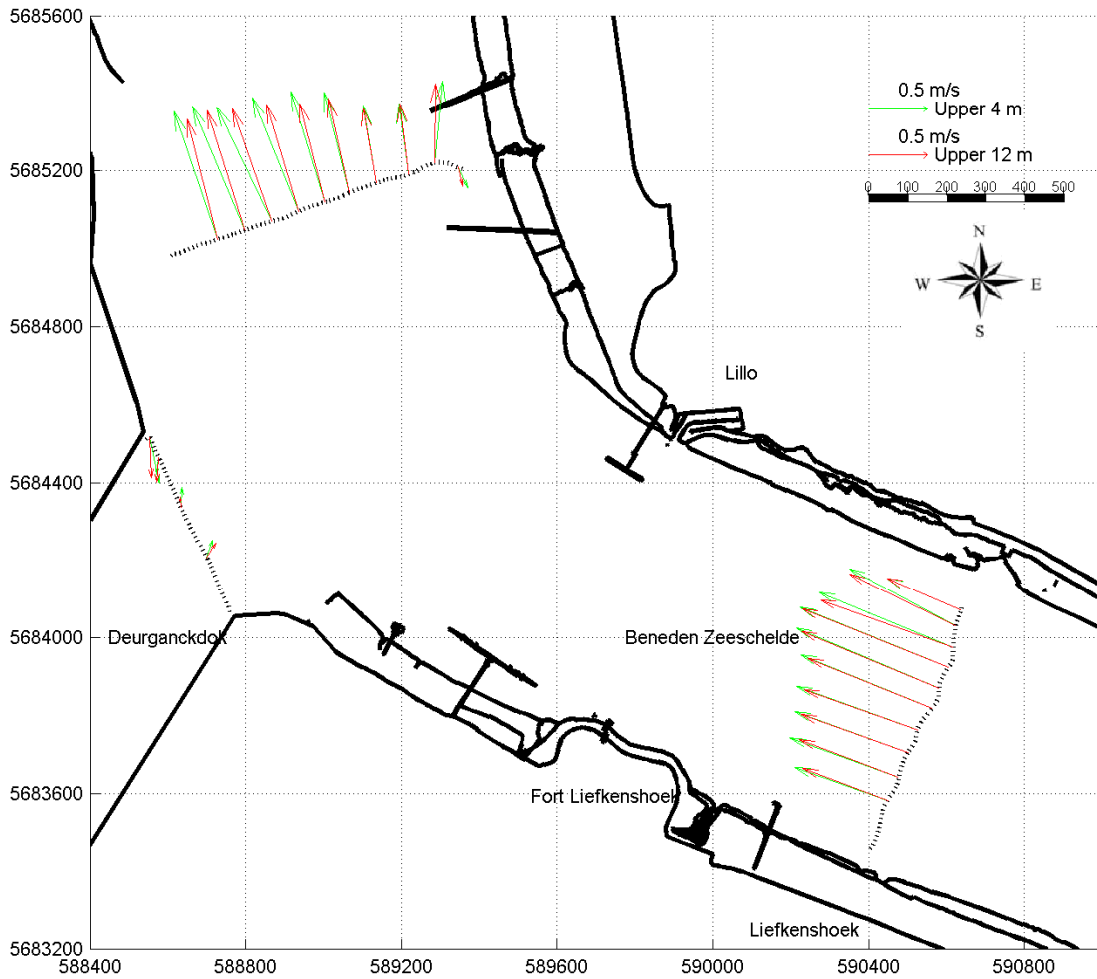 5685600
5685200
5684800
5684400
5684000
5683600
5683200
588400
588800
589200
589600
590000
590400
590800
0.5 m/s
Upper 4 m
0.5 m/s
Upper 12 m
0 100 200 300 400 500
N
W E
S
Lillo
Deurganckdok
Beneden Zeeschelde
Fort Liefkenshoek
Liefkenshoek